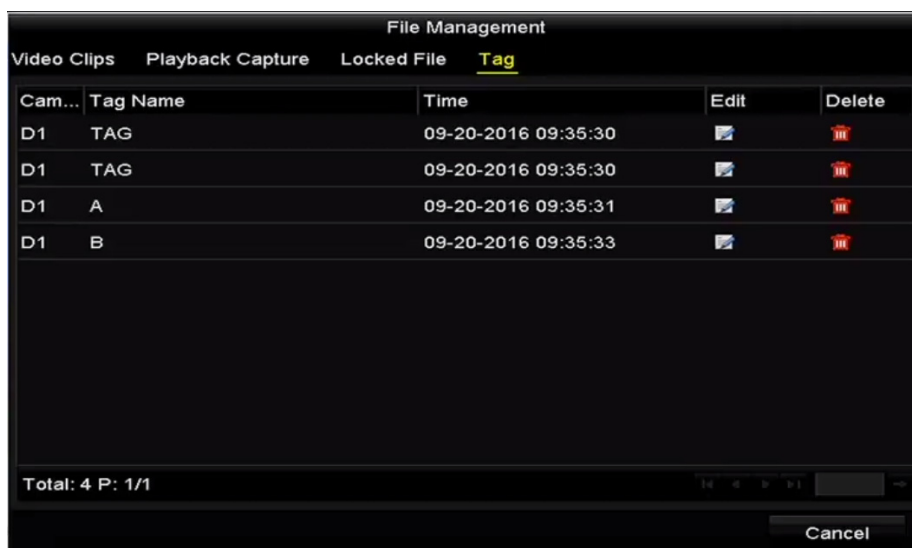 File Management
Video Clips Playback Capture Locked File Tag
Cam... Tag Name Time Edit Delete
D1 TAG 09-20-2016 09:35:30
D1 TAG 09-20-2016 09:35:30
D1 A 09-20-2016 09:35:31
D1 B 09-20-2016 09:35:33
Total: 4 P: 1/1
Cancel